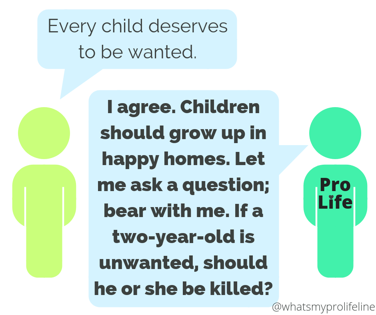 Every child deserves
to be wanted.
I agree. Children
should grow up in
happy homes. Let
me ask a question;
bear with me. If a
two-year-old is
unwanted, should
he or she be killed?
Pro
Life
@whatsmyprolifeline